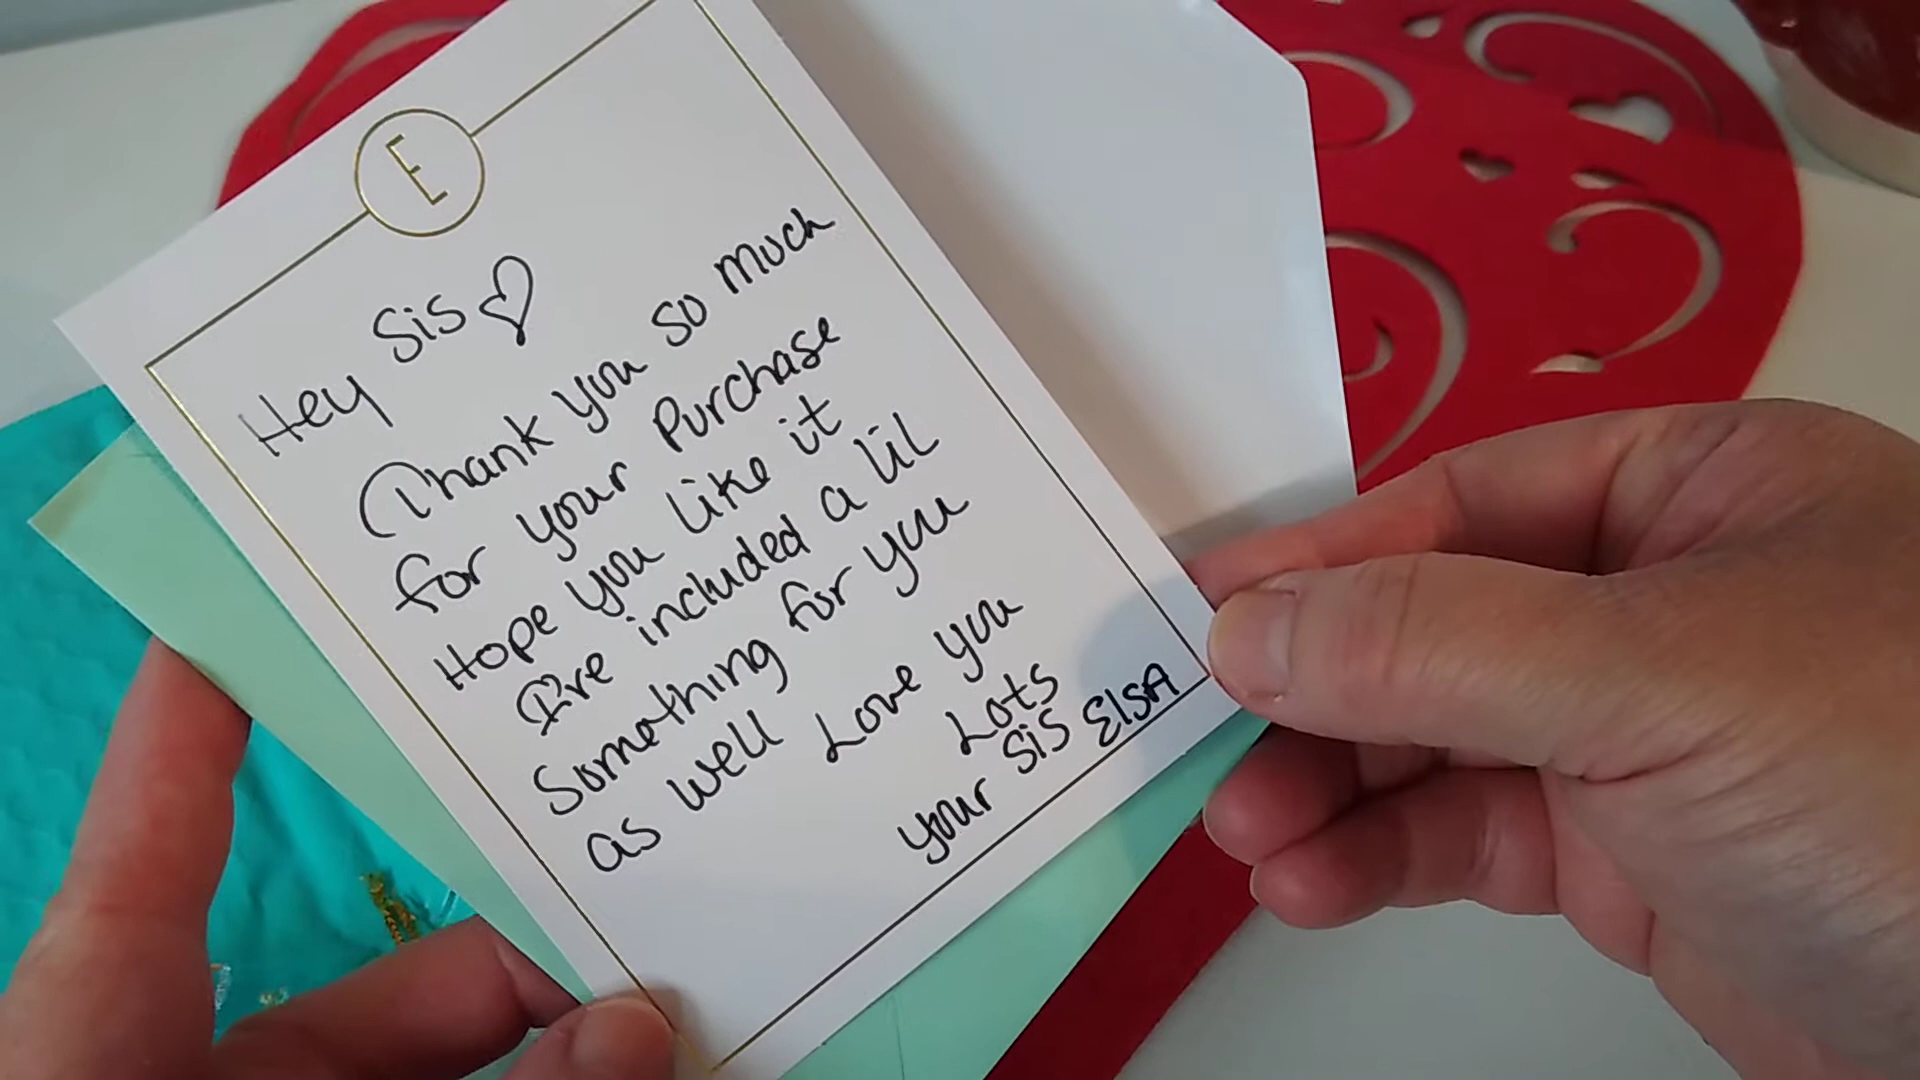 E
Hey Sis ♡
Thank you so much
for your Purchase
Hope you like it
I've included a lil
Something for you
as well Love you
Lots
your sis ElSA